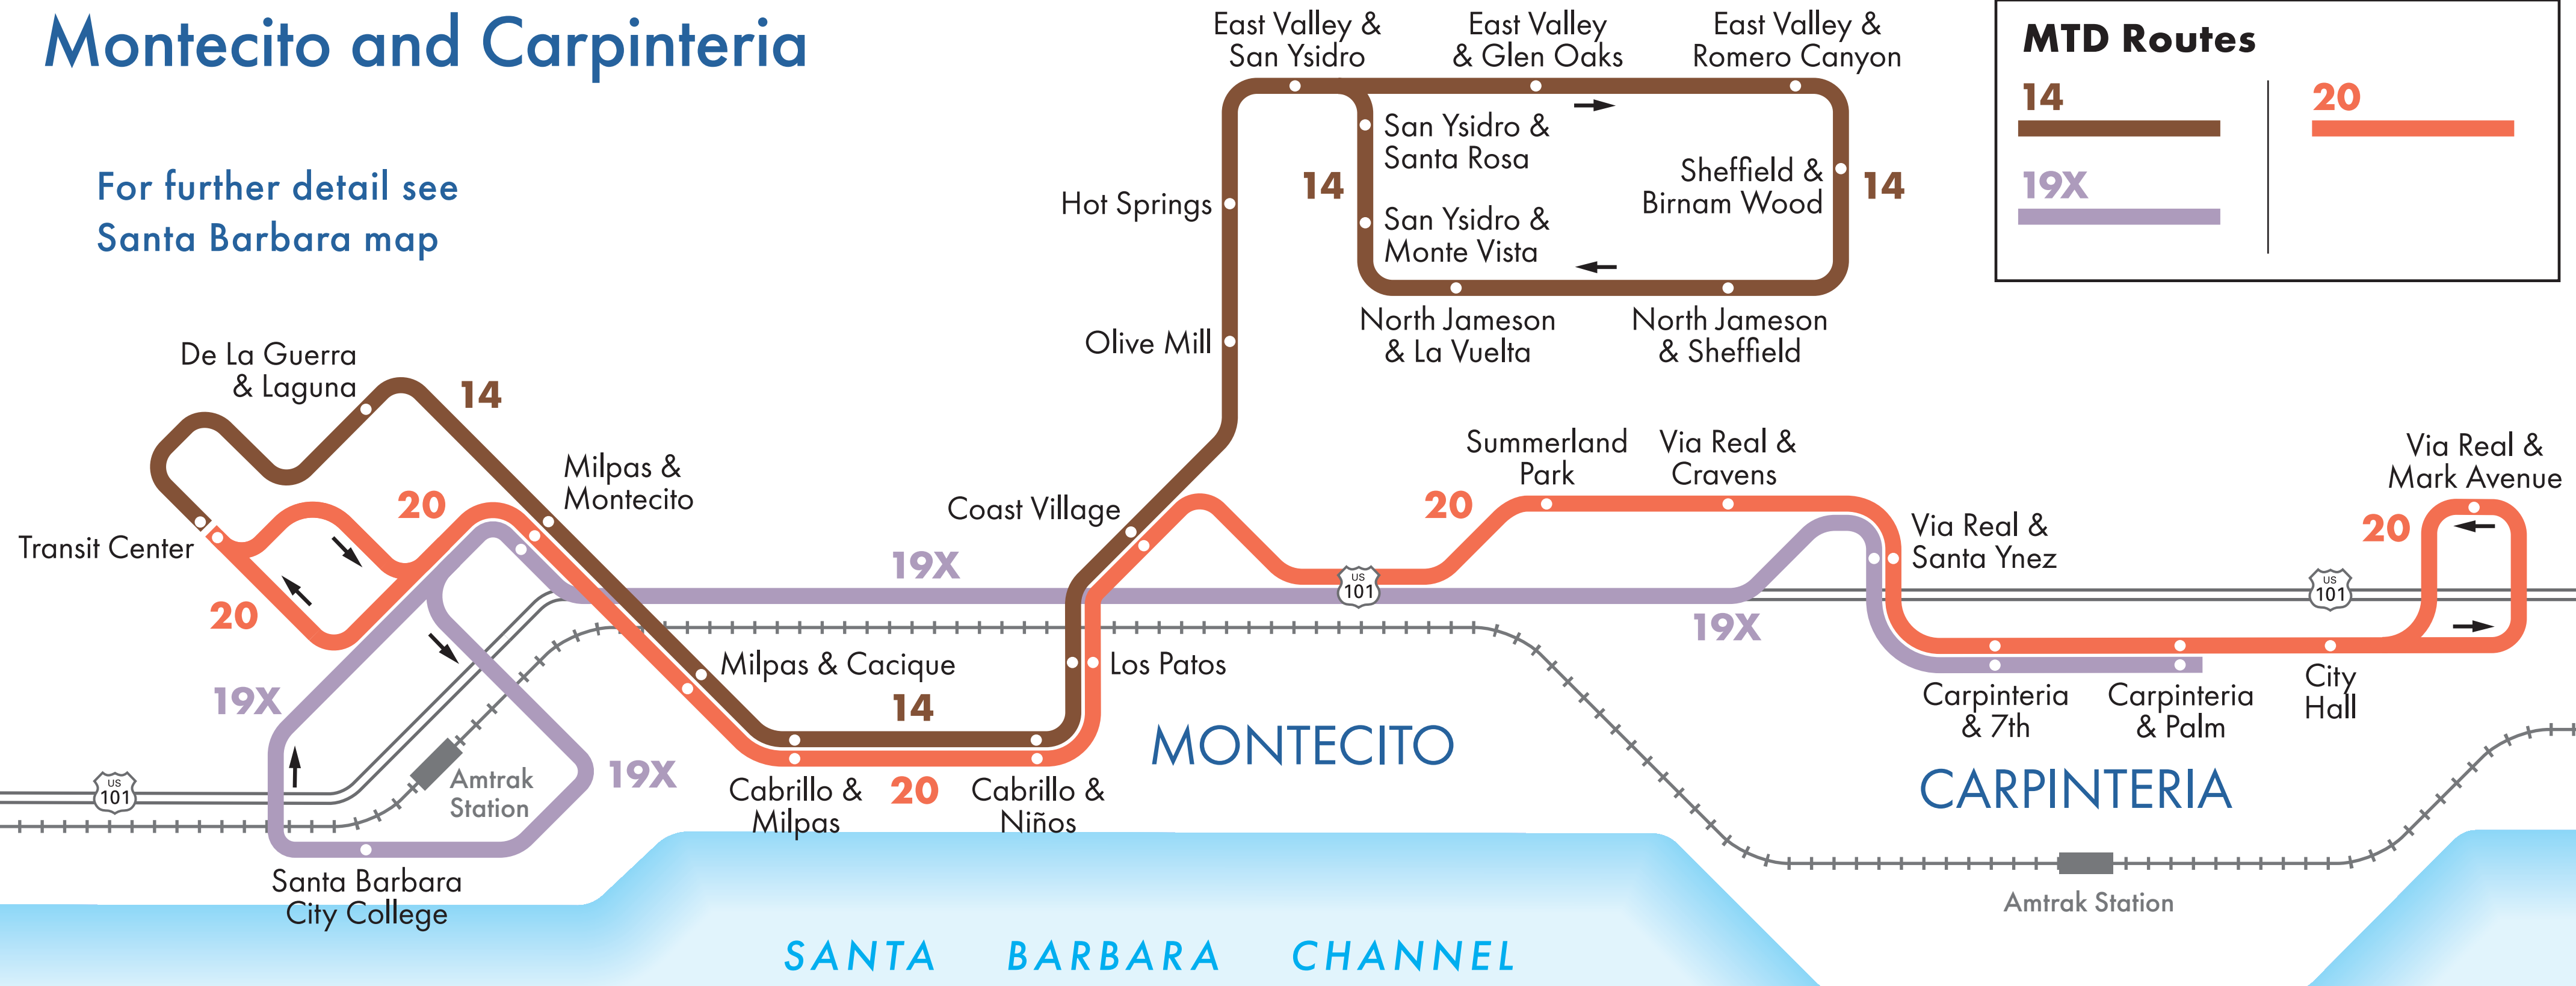 Montecito and Carpinteria
For further detail see
Santa Barbara map
East Valley &
San Ysidro
East Valley
& Glen Oaks
East Valley &
Romero Canyon
MTD Routes
14
20
19X
San Ysidro &
Santa Rosa
14
Sheffield &
Birnam Wood
14
Hot Springs
San Ysidro &
Monte Vista
North Jameson
& La Vuelta
North Jameson
& Sheffield
Olive Mill
De La Guerra
& Laguna
14
Milpas &
Montecito
20
Transit Center
20
Coast Village
19X
20
Summerland
Park
Via Real &
Cravens
Via Real &
Santa Ynez
Via Real &
Mark Avenue
20
US
101
US
101
19X
19X
Milpas & Cacique
14
Los Patos
Carpinteria
& 7th
Carpinteria
& Palm
City
Hall
MONTECITO
CARPINTERIA
US
101
Amtrak
Station
19X
Cabrillo &
Milpas
20
Cabrillo &
Niños
Santa Barbara
City College
Amtrak Station
SANTA BARBARA CHANNEL